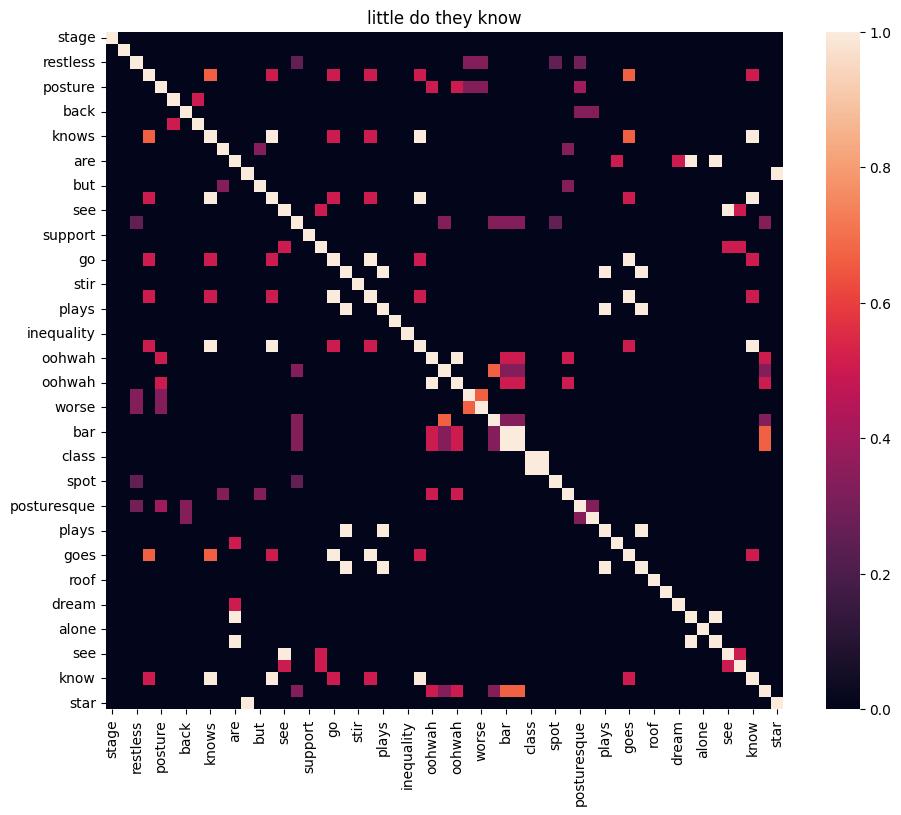 little do they know
stage
restless
posture
back
knows
are
but
see
support
go
stir
plays
inequality
oohwah
oohwah
worse
bar
class
spot
posturesque
plays
goes
roof
dream
alone
see
know
star
1.0
0.8
0.6
0.4
0.2
0.0
stage
restless
posture
back
knows
are
but
see
support
go
stir
plays
inequality
oohwah
oohwah
worse
bar
class
spot
posturesque
plays
goes
roof
dream
alone
see
know
star